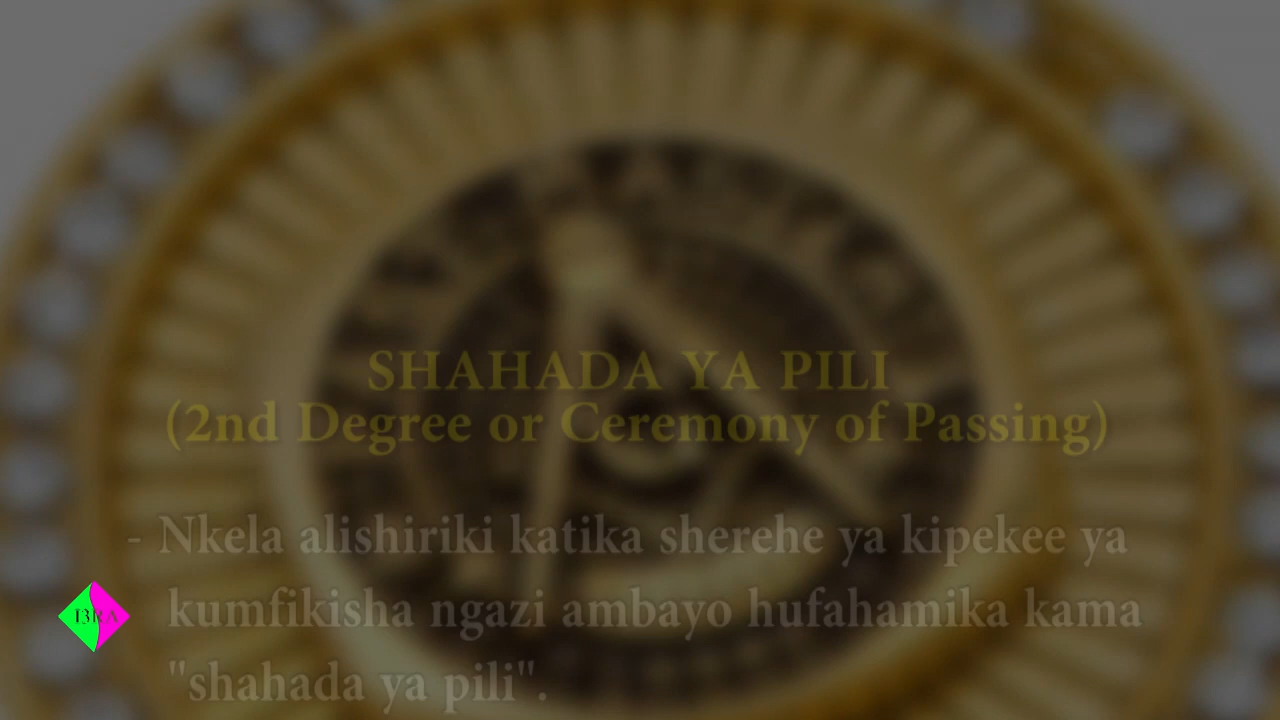 SHAHADA YA PILI
(2nd Degree or Ceremony of Passing)
- Nkela alishiriki katika sherehe ya kipekee ya
kumfikisha ngazi ambayo hufahamika kama
"shahada ya pili".
I3RA